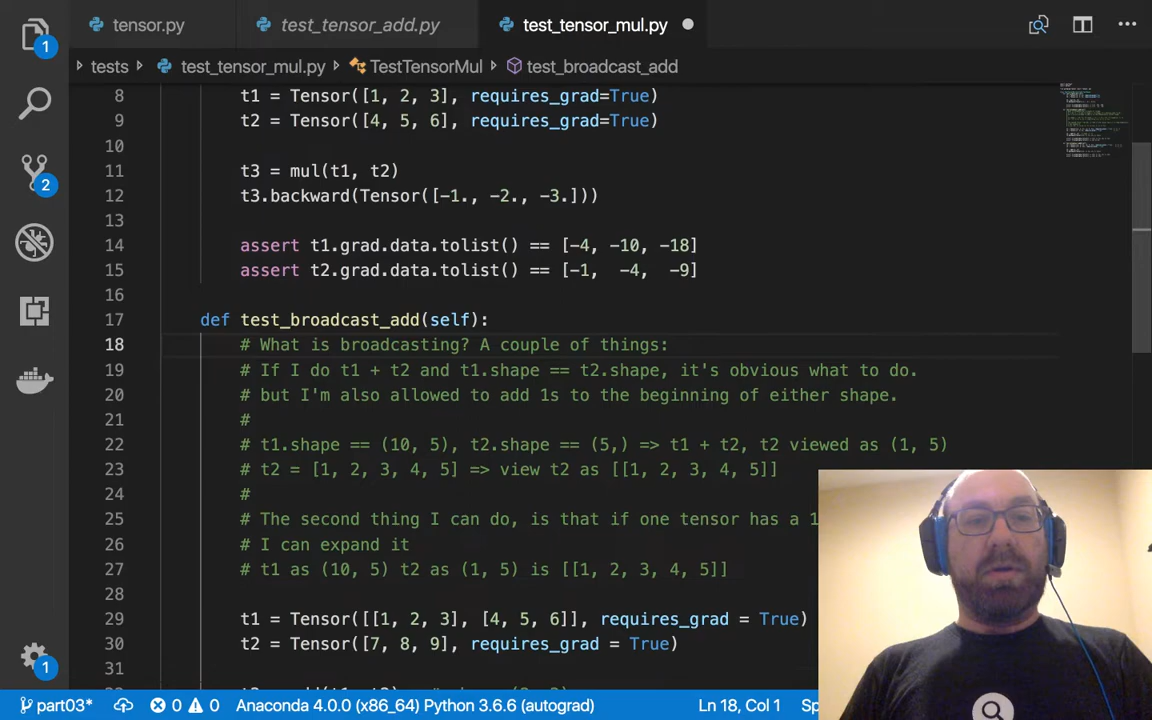 tensor.py test_tensor_add.py test_tensor_mul.py
1
tests test_tensor_mul.py TestTensorMul test_broadcast_add
8 t1 = Tensor([1, 2, 3], requires_grad=True)
9 t2 = Tensor([4, 5, 6], requires_grad=True)
10
11 t3 = mul(t1, t2)
2
12 t3.backward(Tensor([-1., -2., -3.]))
13
14 assert t1.grad.data.tolist() == [-4, -10, -18]
15 assert t2.grad.data.tolist() == [-1, -4, -9]
16
17 def test_broadcast_add(self):
18 # What is broadcasting? A couple of things:
19 # If I do t1 + t2 and t1.shape == t2.shape, it's obvious what to do.
20 # but I'm also allowed to add 1s to the beginning of either shape.
21 #
22 # t1.shape == (10, 5), t2.shape == (5,) => t1 + t2, t2 viewed as (1, 5)
23 # t2 = [1, 2, 3, 4, 5] => view t2 as [[1, 2, 3, 4, 5]]
24 #
25 # The second thing I can do, is that if one tensor has a 1
26 # I can expand it
27 # t1 as (10, 5) t2 as (1, 5) is [[1, 2, 3, 4, 5]]
28
29 t1 = Tensor([[1, 2, 3], [4, 5, 6]], requires_grad = True)
30 t2 = Tensor([7, 8, 9], requires_grad = True)
1
31
part03* 0 0 Anaconda 4.0.0 (x86_64) Python 3.6.6 (autograd) Ln 18, Col 1